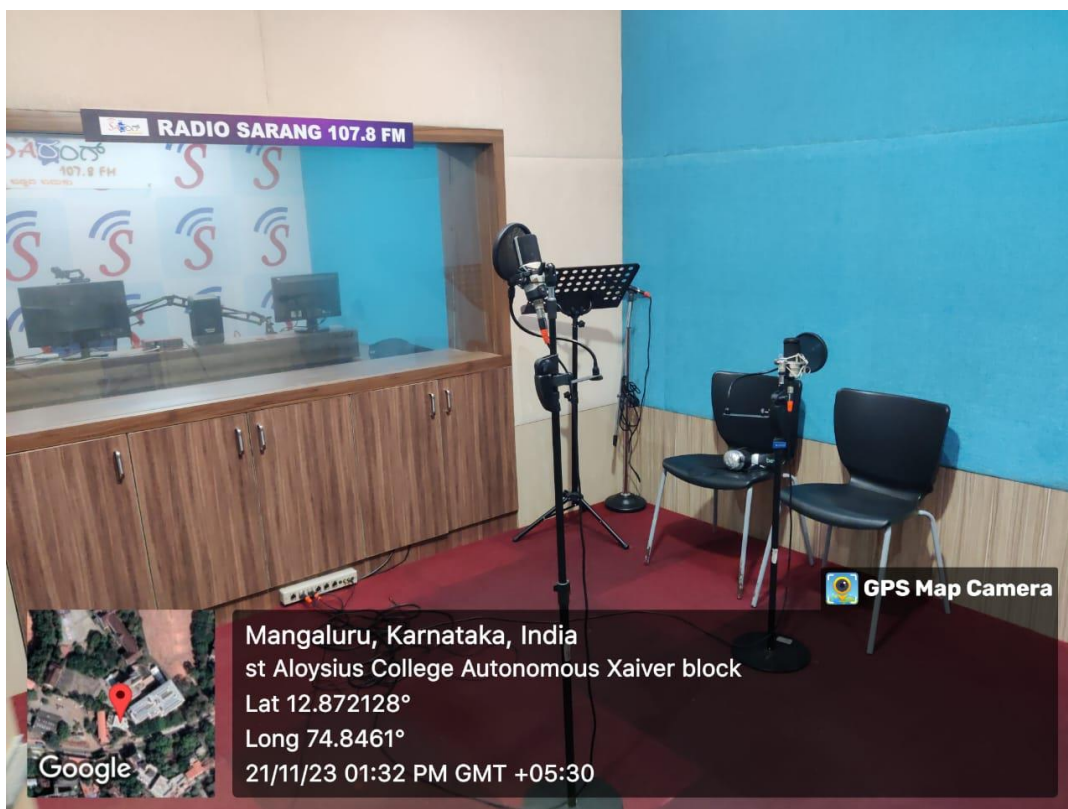 RADIO SARANG 107.8 FM
107.8 FM
S S
S S S S
GPS Map Camera
Mangaluru, Karnataka, India
st Aloysius College Autonomous Xaiver block
Lat 12.872128°
Long 74.8461°
21/11/23 01:32 PM GMT +05:30
Google